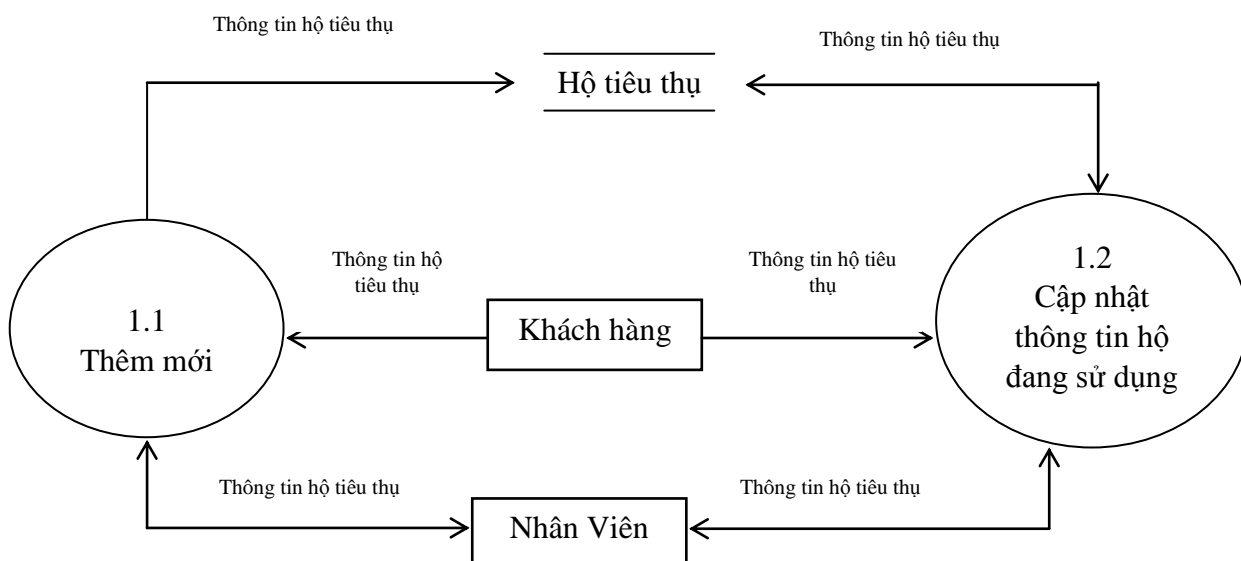 Thông tin hộ tiêu thụ
Thông tin hộ tiêu thụ
Hộ tiêu thụ
1.1
Thêm mới
Thông tin hộ
tiêu thụ
Khách hàng
Thông tin hộ tiêu
thụ
1.2
Cập nhật
thông tin hộ
đang sử dụng
Thông tin hộ tiêu thụ
Nhân Viên
Thông tin hộ tiêu thụ